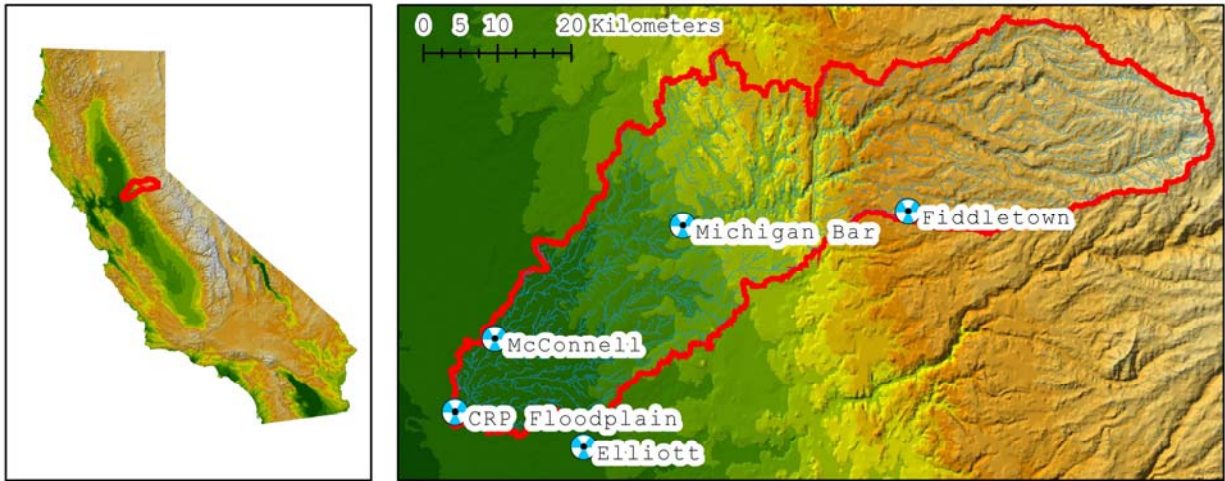 0 5 10 20 Kilometers
Fiddletown
Michigan Bar
McConnell
CRP Floodplain
Elliott